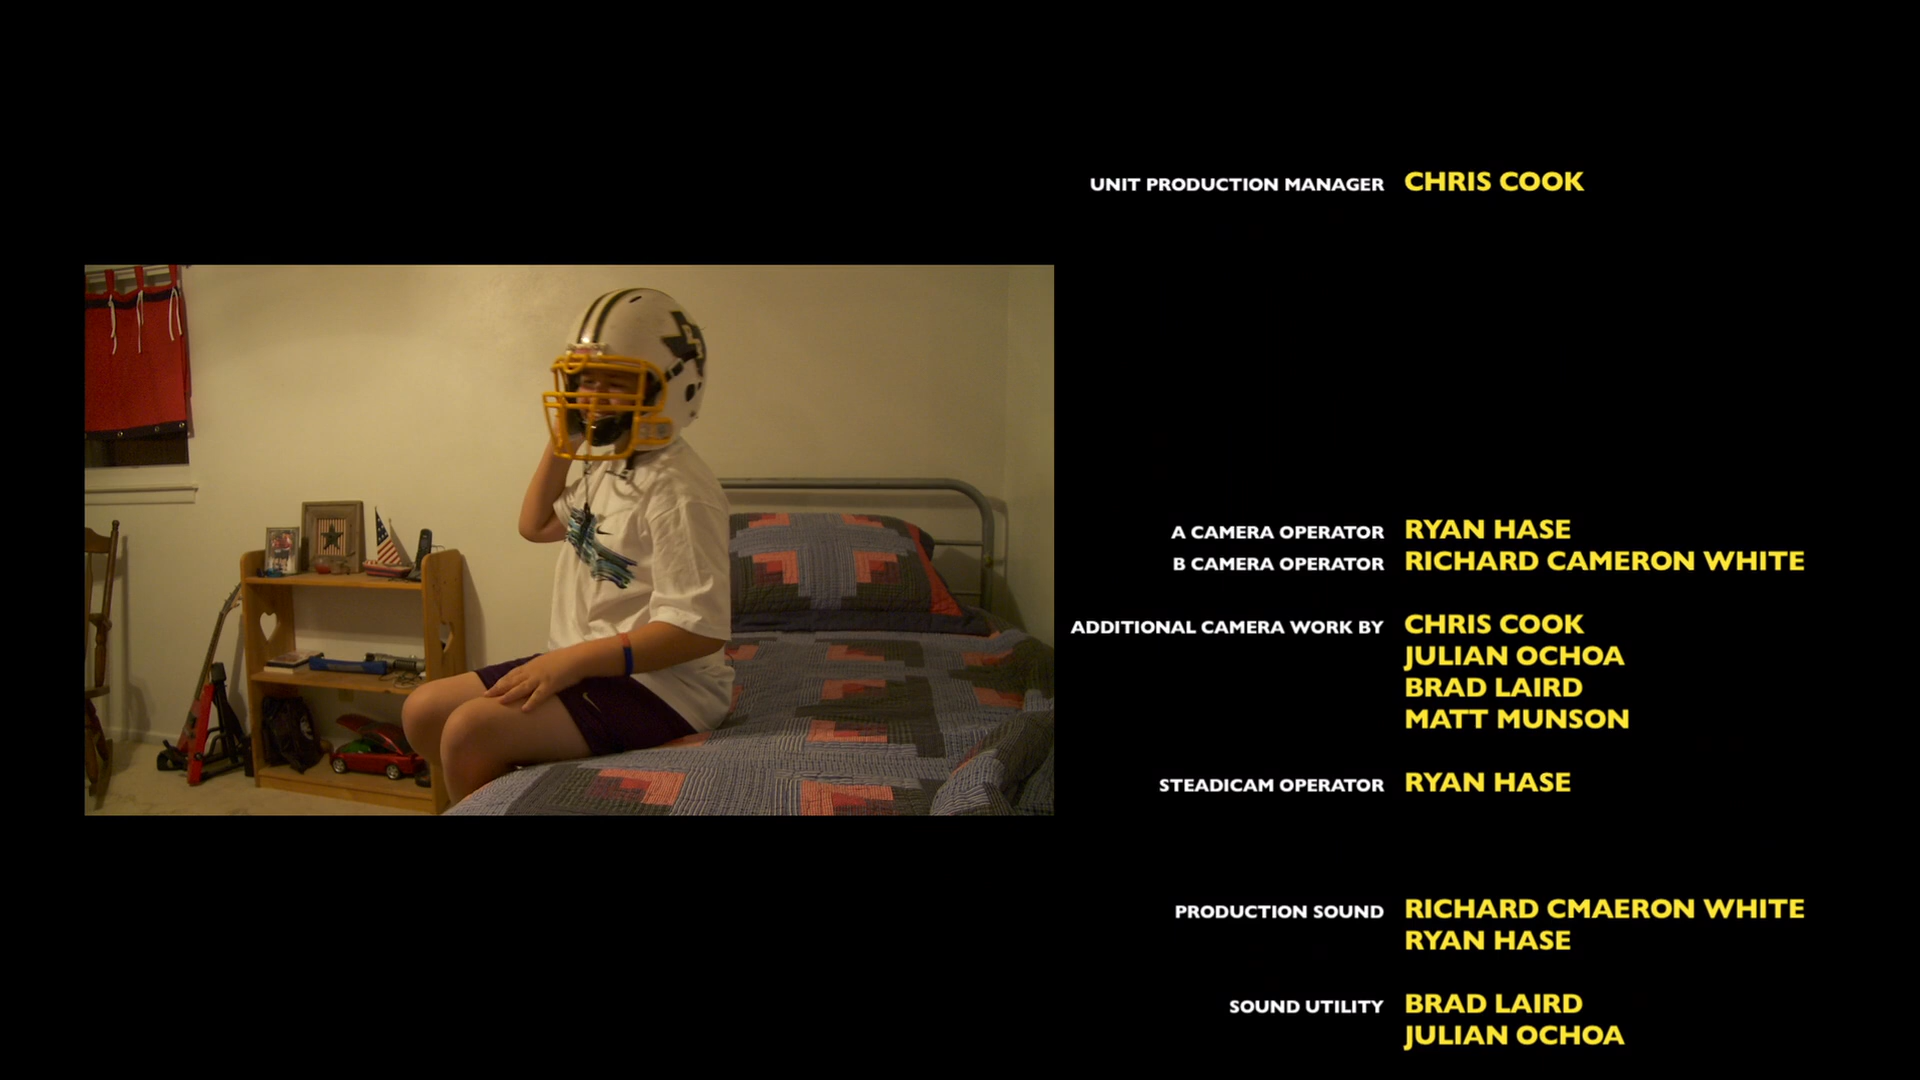 UNIT PRODUCTION MANAGER CHRIS COOK
A CAMERA OPERATOR RYAN HASE
B CAMERA OPERATOR RICHARD CAMERON WHITE
ADDITIONAL CAMERA WORK BY CHRIS COOK
JULIAN OCHOA
BRAD LAIRD
MATT MUNSON
STEADICAM OPERATOR RYAN HASE
PRODUCTION SOUND RICHARD CMAERON WHITE
RYAN HASE
SOUND UTILITY BRAD LAIRD
JULIAN OCHOA